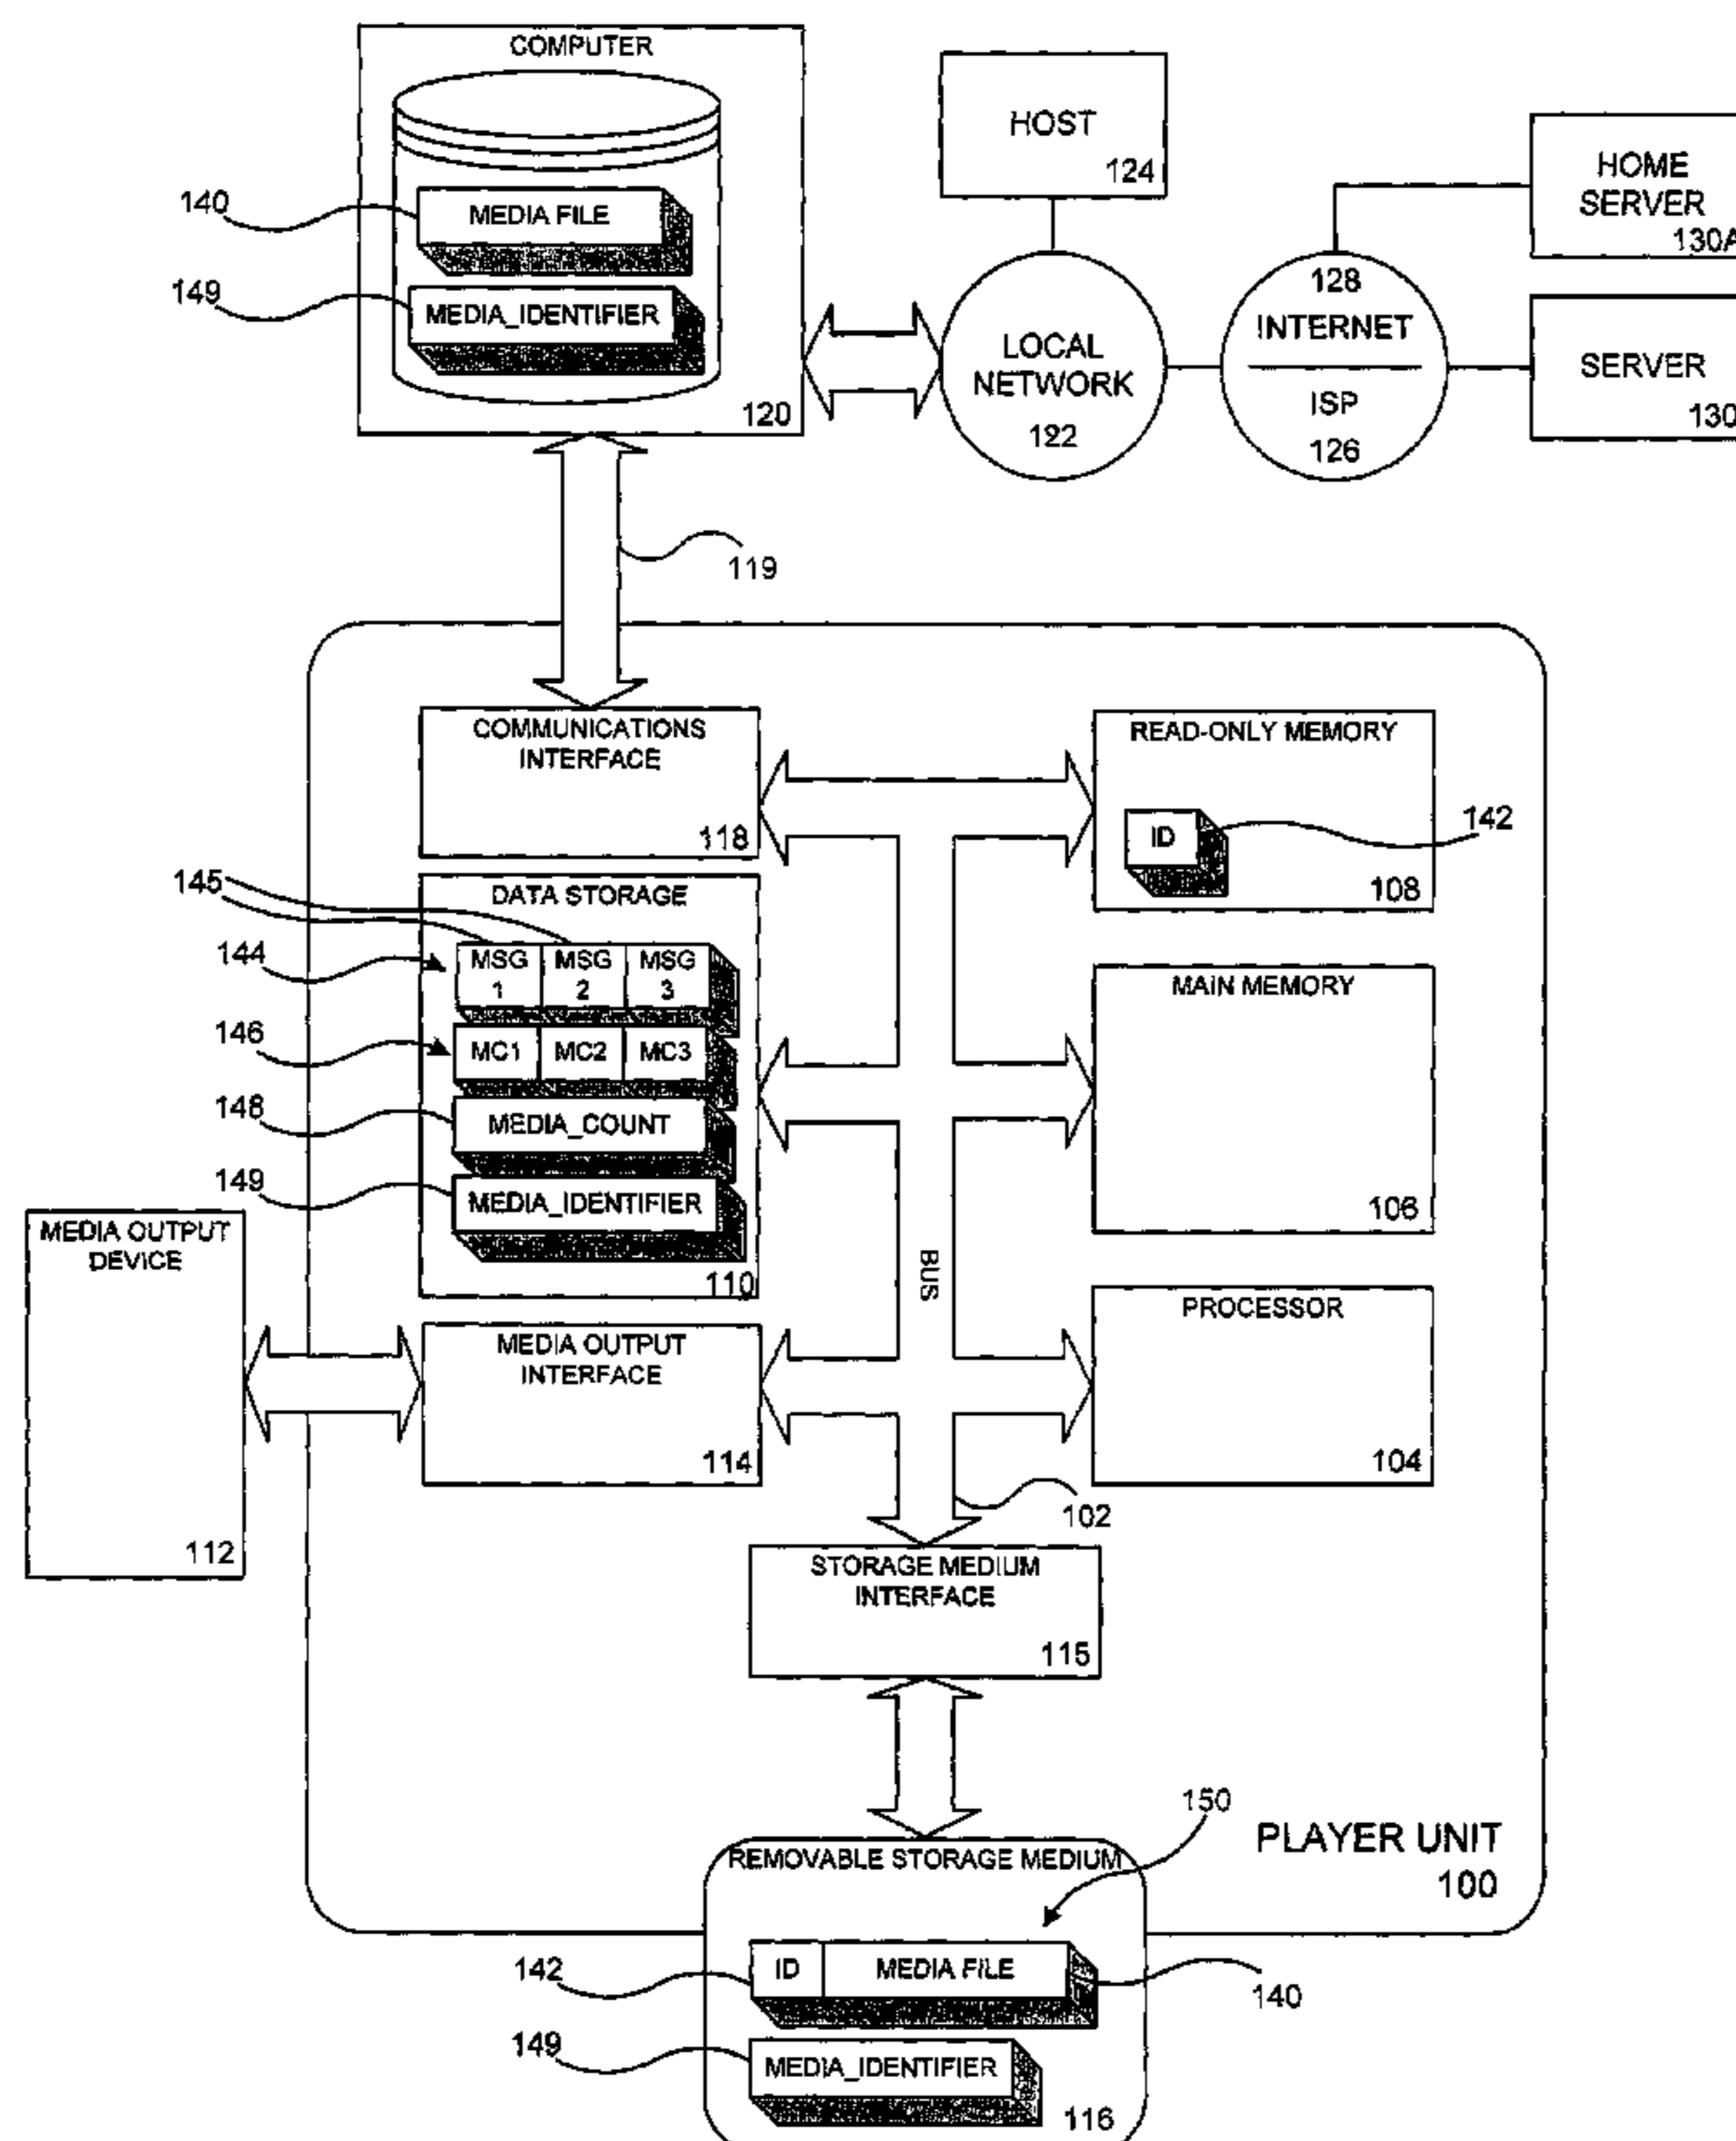 COMPUTER
140
MEDIA FILE
149
MEDIA_IDENTIFIER
120
HOST
124
LOCAL
NETWORK
122
128
INTERNET
ISP
126
HOME
SERVER
130A
SERVER
130
119
COMMUNICATIONS
INTERFACE
118
READ-ONLY MEMORY
ID
142
108
145
DATA STORAGE
144
MSG
1
MSG
2
MSG
3
146
MC1
MC2
MC3
148
MEDIA_COUNT
149
MEDIA_IDENTIFIER
110
MAIN MEMORY
106
MEDIA OUTPUT
DEVICE
112
BUS
MEDIA OUTPUT
INTERFACE
114
PROCESSOR
104
102
STORAGE MEDIUM
INTERFACE
115
150
PLAYER UNIT
100
REMOVABLE STORAGE MEDIUM
142
ID
MEDIA FILE
140
149
MEDIA_IDENTIFIER
116